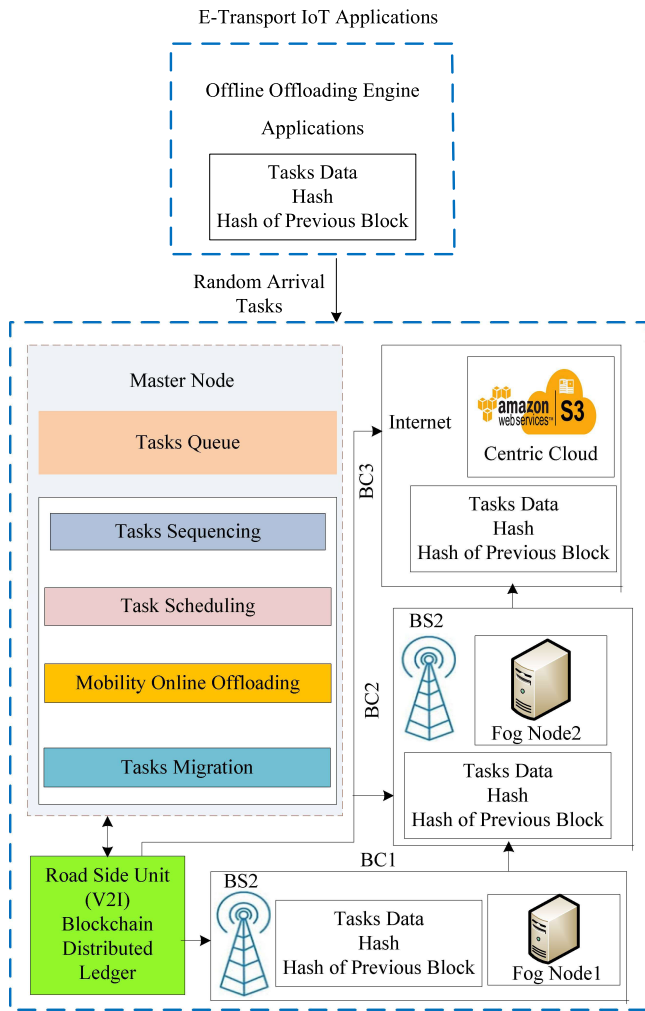 E-Transport IoT Applications
Offline Offloading Engine
Applications
Tasks Data
Hash
Hash of Previous Block
Random Arrival
Tasks
Master Node
Tasks Queue
Tasks Sequencing
Task Scheduling
Mobility Online Offloading
Tasks Migration
Road Side Unit
(V2I)
Blockchain
Distributed
Ledger
BC3
Internet
amazon
web services™
S3
Centric Cloud
Tasks Data
Hash
Hash of Previous Block
BC2
BS2
Fog Node2
Tasks Data
Hash
Hash of Previous Block
BC1
BS2
Tasks Data
Hash
Hash of Previous Block
Fog Node1